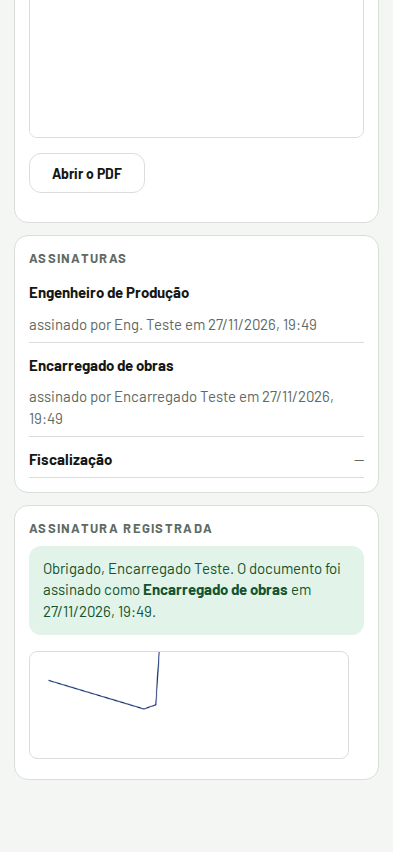 Abrir o PDF
ASSINATURAS
Engenheiro de Produção
assinado por Eng. Teste em 27/11/2026, 19:49
Encarregado de obras
assinado por Encarregado Teste em 27/11/2026,
19:49
Fiscalização —
ASSINATURA REGISTRADA
Obrigado, Encarregado Teste. O documento foi
assinado como Encarregado de obras em
27/11/2026, 19:49.